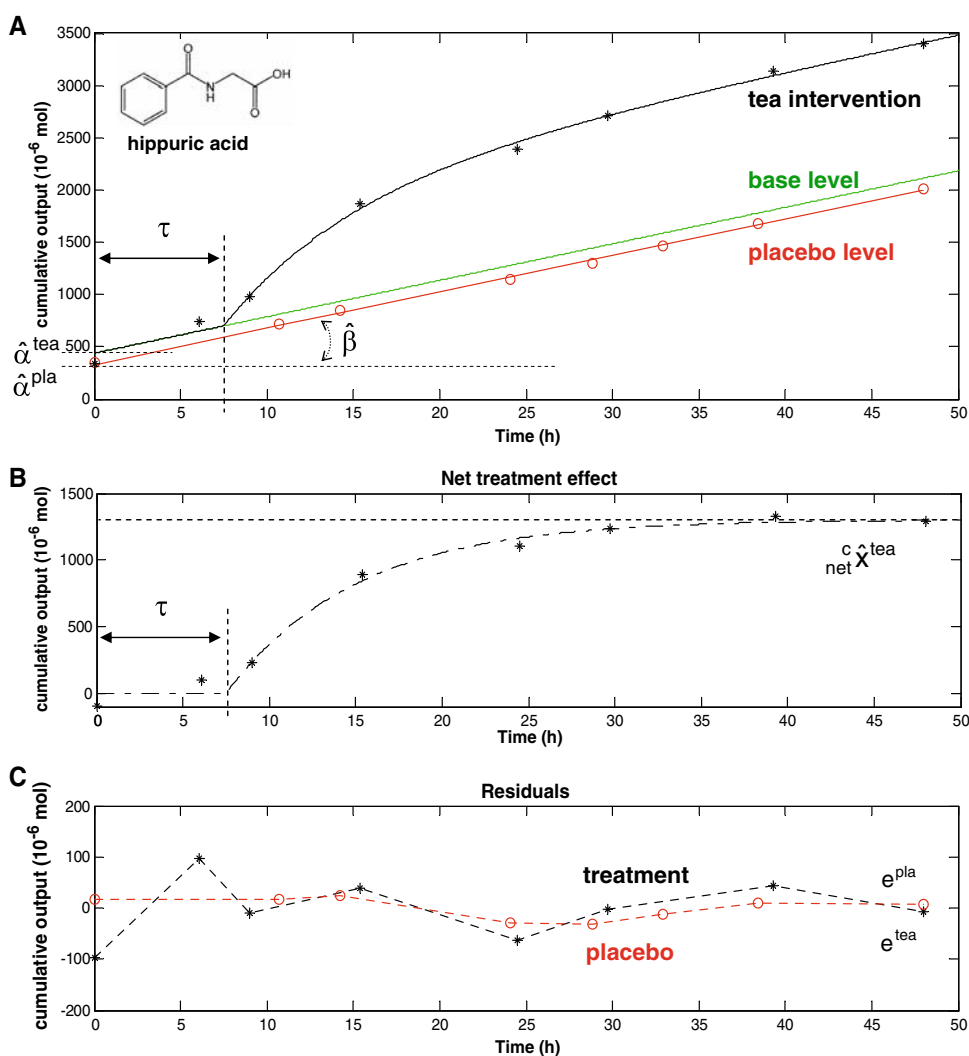 A
cumulative output (10⁻⁶ mol)
3500
3000
2500
2000
1500
1000
500
0
O
N
H
O
OH
hippuric acid
tea intervention
base level
placebo level
τ
β̂
α̂ᵗᵉᵃ
α̂ᵖˡᵃ
0 5 10 15 20 25 30 35 40 45 50
Time (h)
B
Net treatment effect
cumulative output (10⁻⁶ mol)
1500
1000
500
0
τ
net c x̂ tea
0 5 10 15 20 25 30 35 40 45 50
Time (h)
C
Residuals
cumulative output (10⁻⁶ mol)
200
100
0
-100
-200
treatment
placebo
eᵖˡᵃ
eᵗᵉᵃ
0 5 10 15 20 25 30 35 40 45 50
Time (h)